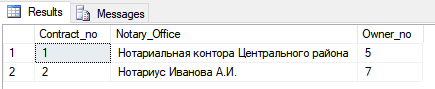 Results Messages
Contract_no Notary_Office Owner_no
1 1 Нотариальная контора Центрального района 5
2 2 Нотариус Иванова А.И. 7